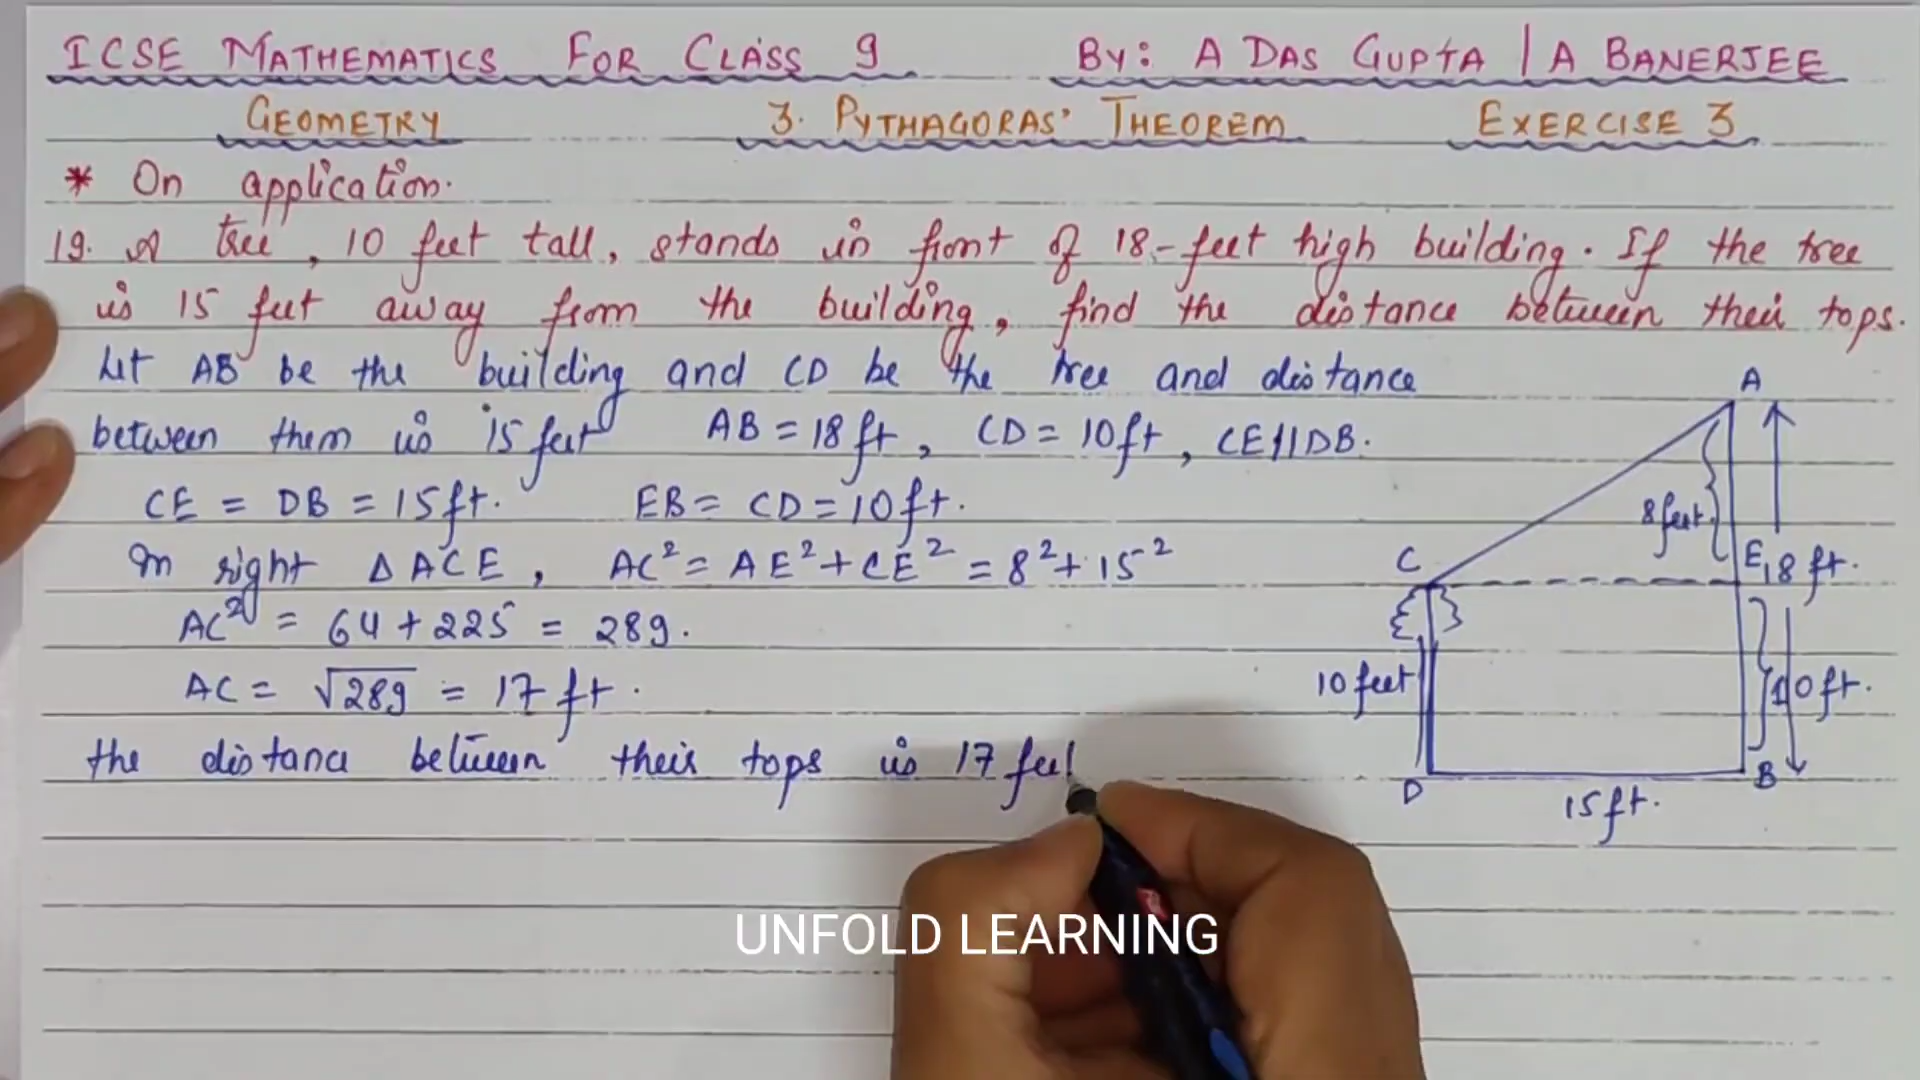 ICSE MATHEMATICS FOR CLASS 9 BY: A DAS GUPTA | A BANERJEE
GEOMETRY 3. PYTHAGORAS' THEOREM EXERCISE 3
* On application.
19. A tree, 10 feet tall, stands in front of 18-feet high building. If the tree
is 15 feet away from the building, find the distance between their tops.
Let AB be the building and CD be the tree and distance
between them is 15 feet AB = 18 ft, CD = 10 ft, CE || DB.
CE = DB = 15 ft. EB = CD = 10 ft.
In right Δ ACE, AC² = AE² + CE² = 8² + 15²
AC² = 64 + 225 = 289.
AC = √289 = 17 ft.
the distance between their tops is 17 feet
A
8 feet
C
E
18 ft.
10 feet
10 ft.
D
B
15 ft.
UNFOLD LEARNING